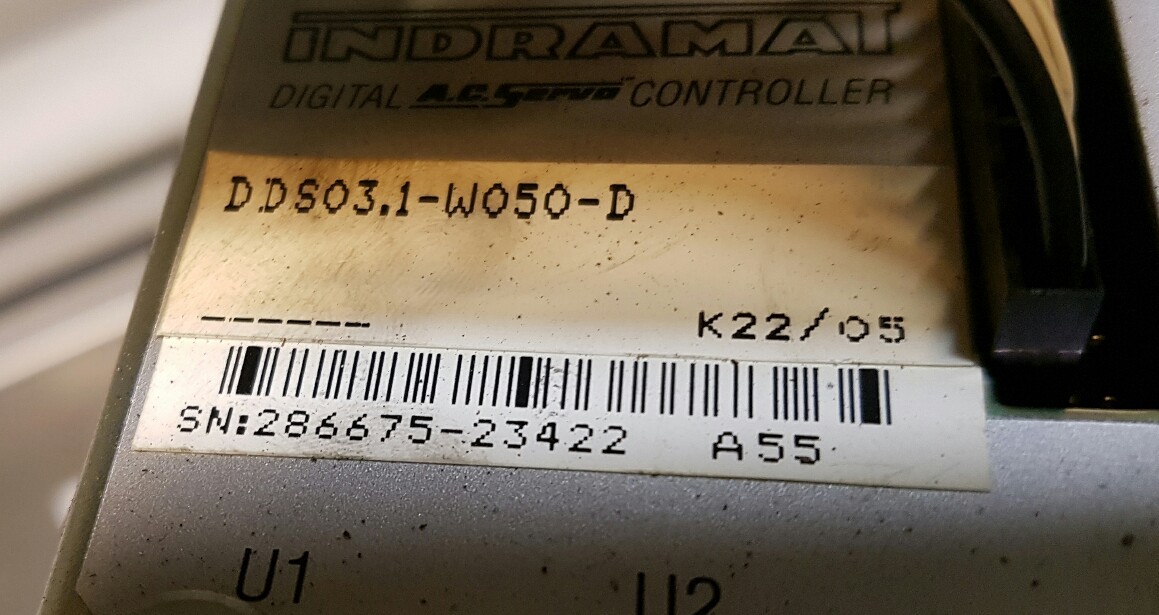 INDRAMAT
DIGITAL A.C. Servo CONTROLLER
DDS03.1-W050-D
------ K22/05
SN:286675-23422 A55
U1 U2